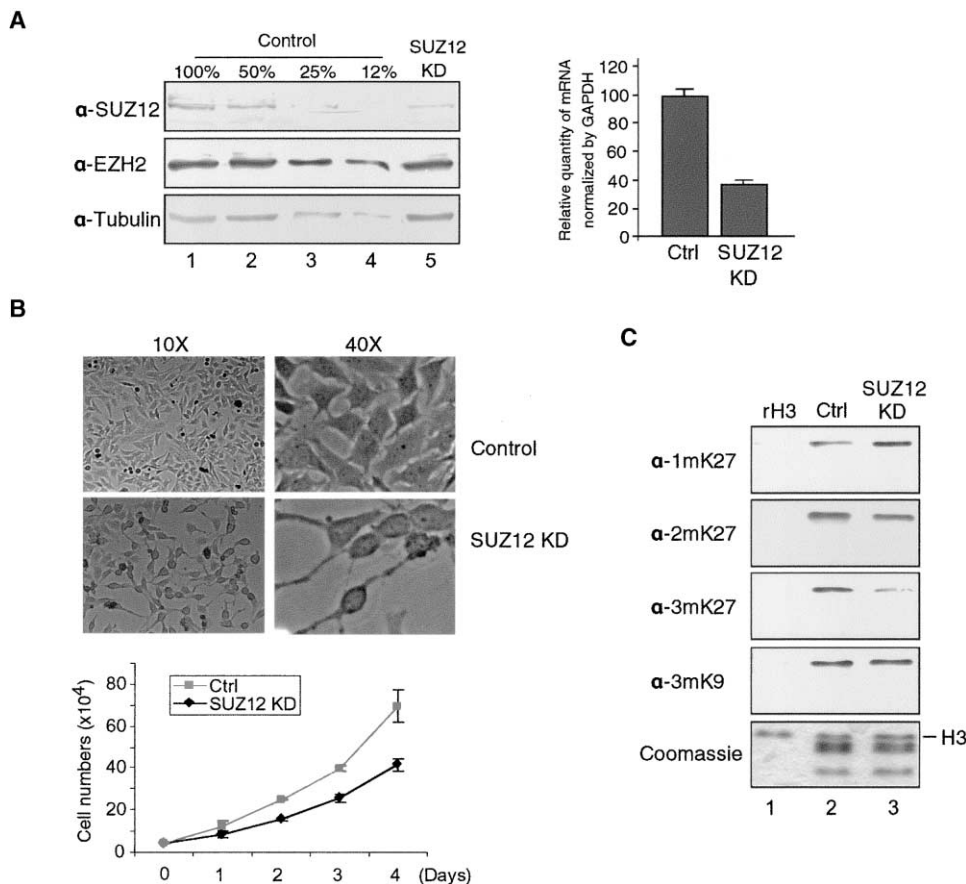 A
Control
SUZ12
KD
100% 50% 25% 12%
α-SUZ12
α-EZH2
α-Tubulin
1 2 3 4 5
Relative quantity of mRNA
normalized by GAPDH
120
100
80
60
40
20
0
Ctrl SUZ12
KD
B
10X 40X
Control
SUZ12 KD
Cell numbers (x10⁴)
80
60
40
20
0
Ctrl
SUZ12 KD
0 1 2 3 4 (Days)
C
rH3 Ctrl SUZ12
KD
α-1mK27
α-2mK27
α-3mK27
α-3mK9
Coomassie
H3
1 2 3